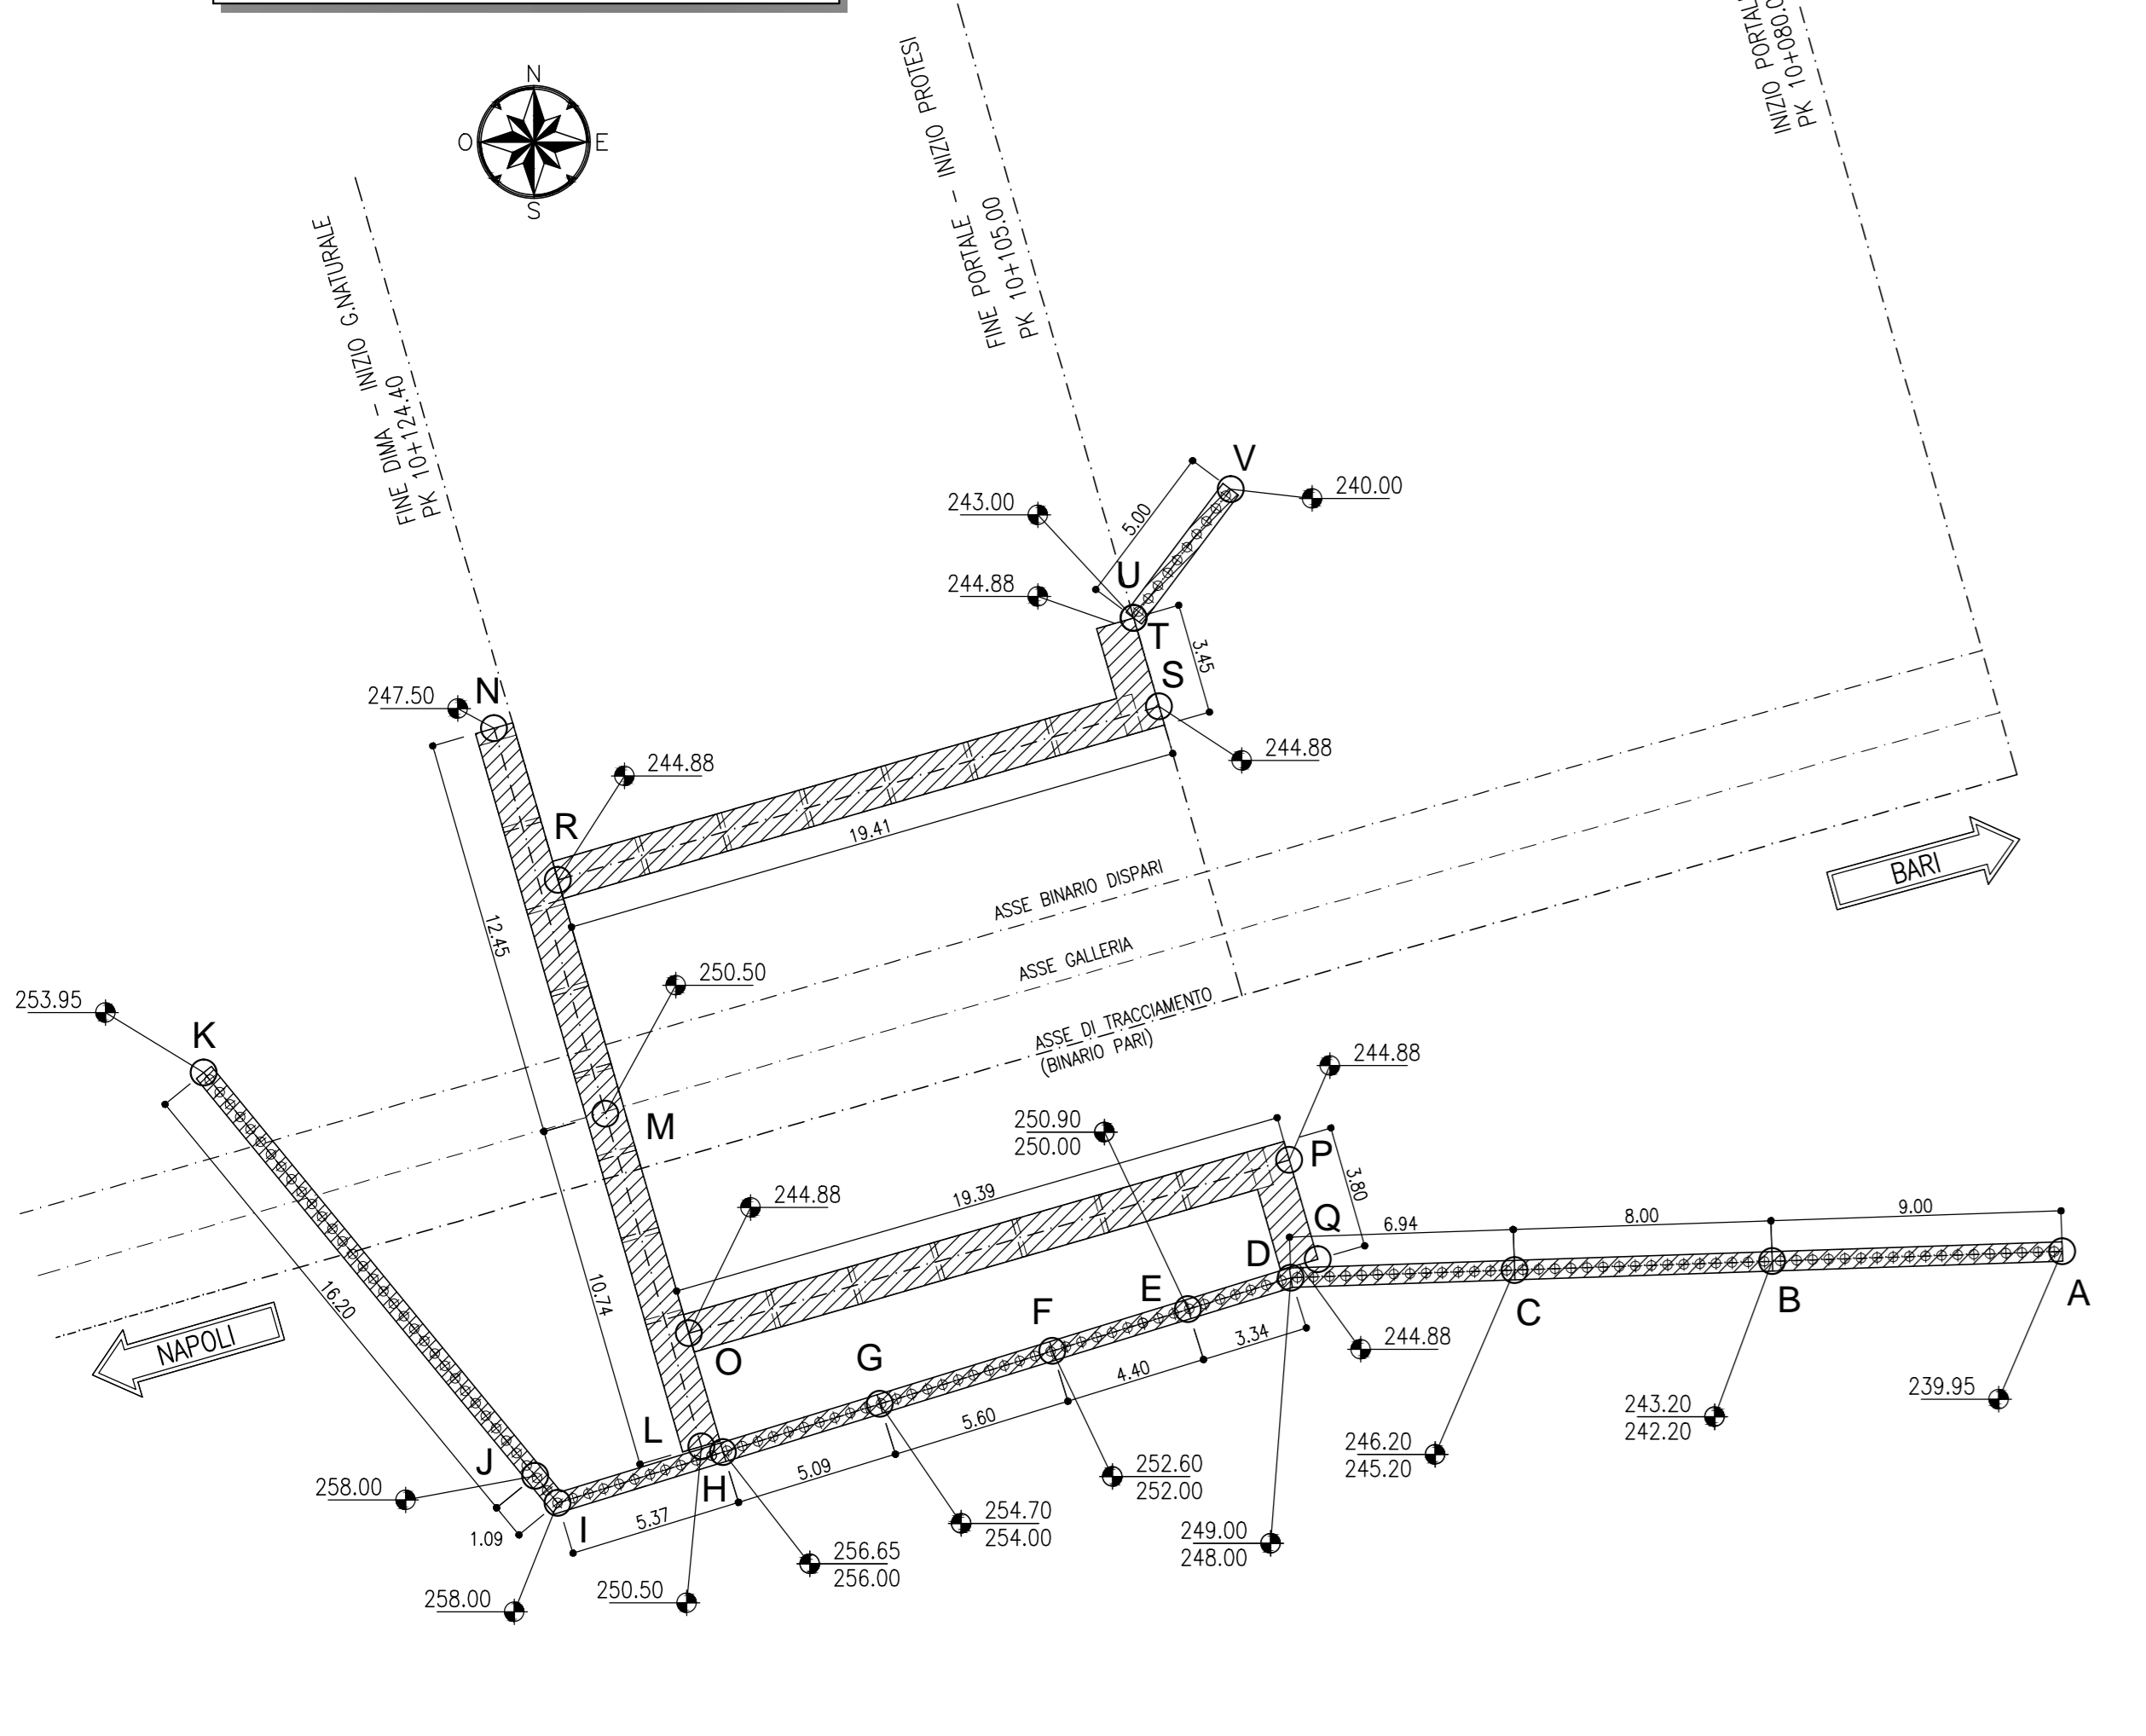 INIZIO PORTALE
PK 10+080.0
N
O
E
S
FINE PORTALE - INIZIO PROTESI
PK 10+105.00
FINE DIMA - INIZIO G.NATURALE
PK 10+124.40
V
240.00
243.00
5.00
U
244.88
T
3.45
S
247.50
N
244.88
244.88
R
19.41
ASSE BINARIO DISPARI
BARI
12.45
ASSE GALLERIA
250.50
253.95
K
ASSE DI TRACCIAMENTO
(BINARIO PARI)
244.88
M
250.90
250.00
P
3.80
19.39
244.88
Q
6.94
8.00
9.00
D
E
16.20
10.74
C
B
A
NAPOLI
F
3.34
244.88
O
G
4.40
239.95
243.20
242.20
5.60
L
246.20
245.20
J
5.09
252.60
252.00
258.00
H
254.70
254.00
I
5.37
1.09
249.00
248.00
256.65
256.00
258.00
250.50